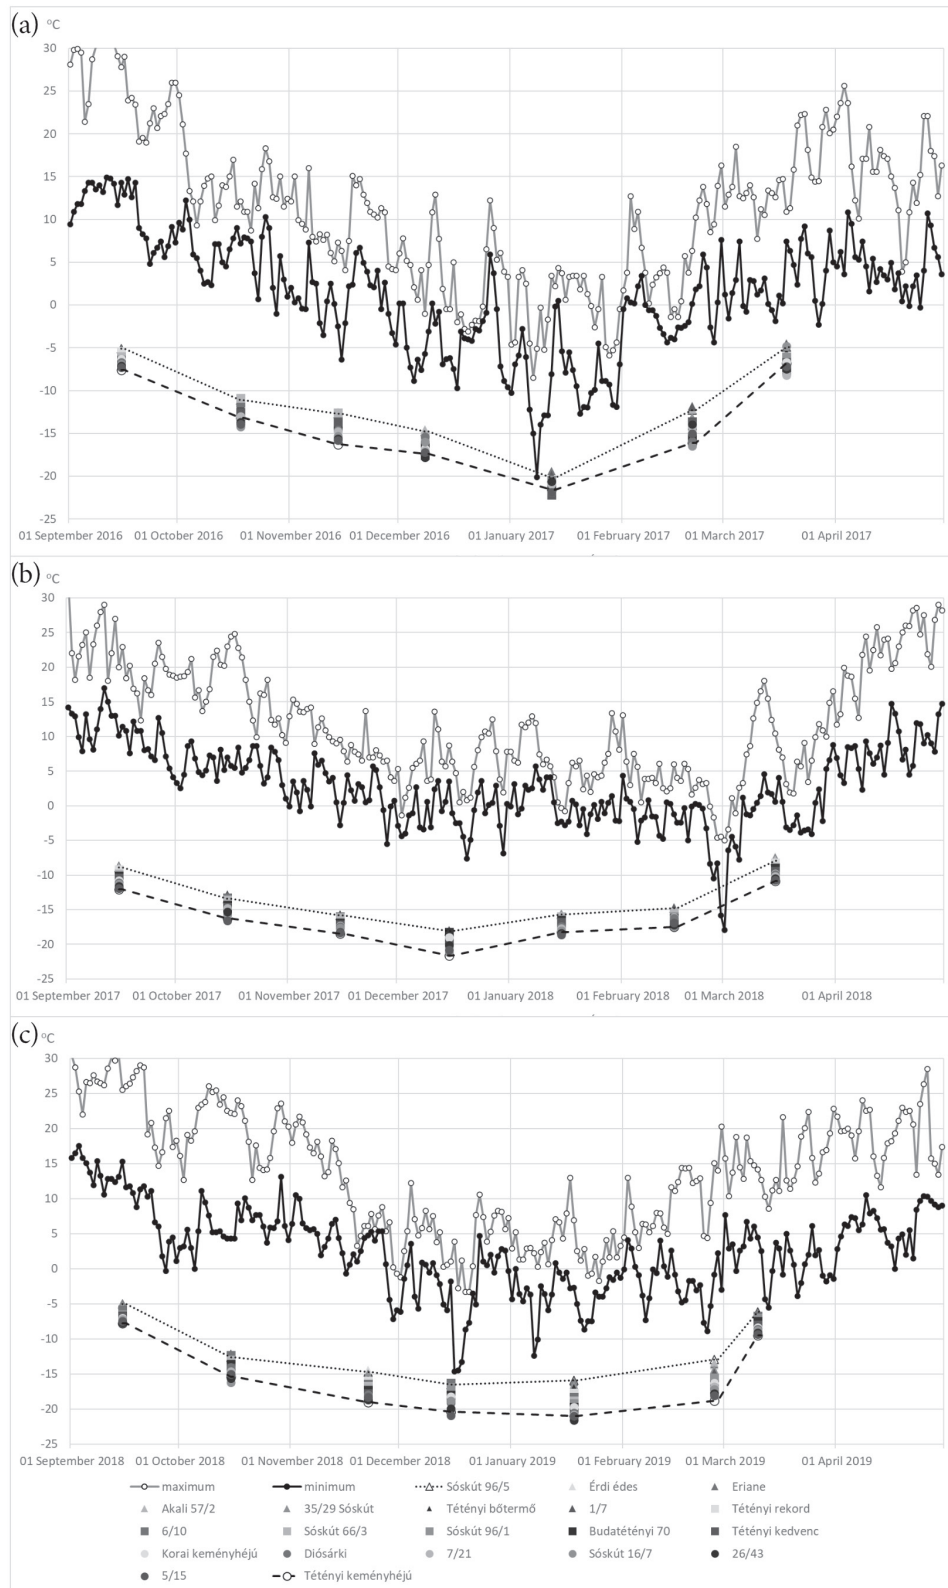 (a)
°C
30
25
20
15
10
5
0
-5
-10
-15
-20
-25
01 September 2016 01 October 2016 01 November 2016 01 December 2016 01 January 2017 01 February 2017 01 March 2017 01 April 2017
(b)
°C
30
25
20
15
10
5
0
-5
-10
-15
-20
-25
01 September 2017 01 October 2017 01 November 2017 01 December 2017 01 January 2018 01 February 2018 01 March 2018 01 April 2018
(c)
°C
30
25
20
15
10
5
0
-5
-10
-15
-20
-25
01 September 2018 01 October 2018 01 November 2018 01 December 2018 01 January 2019 01 February 2019 01 March 2019 01 April 2019
maximum minimum Sóskút 96/5 Érdi édes Eriane
Akali 57/2 35/29 Sóskút Tétényi bőtermő 1/7 Tétényi rekord
6/10 Sóskút 66/3 Sóskút 96/1 Budatétényi 70 Tétényi kedvenc
Korai keményhéjú Diósárki 7/21 Sóskút 16/7 26/43
5/15 Tétényi keményhéjú